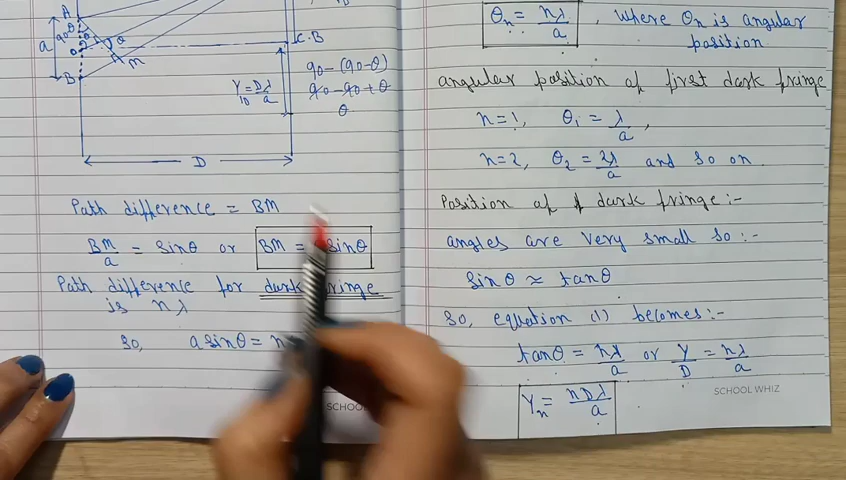 A
a
90
θ
θ
M
B
C.B
90-(90-θ)
90-90+θ
θ
D
Path difference = BM
BM/a = sinθ or BM = sinθ
Path difference for dark fringe
is nλ
so, a sinθ = n
SCHOOL
θn = nλ/a , where θn is angular
position
angular position of first dark fringe
n=1, θ1 = λ/a,
n=2, θ2 = 2λ/a and so on
Position of dark fringe:-
angles are very small so:-
sinθ ≈ tanθ
so, equation (1) becomes:-
tanθ = nλ/a or Y/D = nλ/a
Yn = nDλ/a
SCHOOL WHIZ